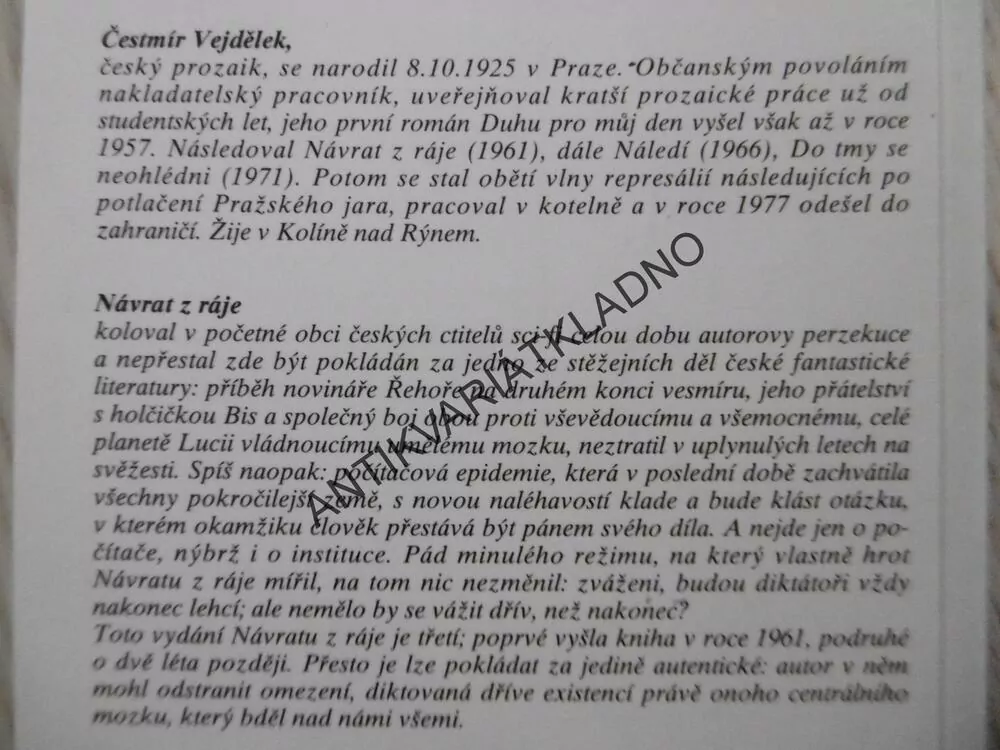 Čestmír Vejdělek,
český prozaik, se narodil 8.10.1925 v Praze. Občanským povoláním
nakladatelský pracovník, uveřejňoval kratší prozaické práce už od
studentských let, jeho první román Duhu pro můj den vyšel však až v roce
1957. Následoval Návrat z ráje (1961), dále Náledí (1966), Do tmy se
neohlédni (1971). Potom se stal obětí vlny represálií následujících po
potlačení Pražského jara, pracoval v kotelně a v roce 1977 odešel do
zahraničí. Žije v Kolíně nad Rýnem.
Návrat z ráje
koloval v početné obci českých ctitelů sci-fi celou dobu autorovy perzekuce
a nepřestal zde být pokládán za jedno ze stěžejních děl české fantastické
literatury: příběh novináře Řehoře na druhém konci vesmíru, jeho přátelství
s holčičkou Bis a společný boj obou proti vševědoucímu a všemocnému, celé
planetě Lucii vládnoucímu umělému mozku, neztratil v uplynulých letech na
svěžesti. Spíš naopak: počítačová epidemie, která v poslední době zachvátila
všechny pokročilejší země, s novou naléhavostí klade a bude klást otázku,
v kterém okamžiku člověk přestává být pánem svého díla. A nejde jen o po-
čítače, nýbrž i o instituce. Pád minulého režimu, na který vlastně hrot
Návratu z ráje mířil, na tom nic nezměnil: zváženi, budou diktátoři vždy
nakonec lehcí; ale nemělo by se vážit dřív, než nakonec?
Toto vydání Návratu z ráje je třetí; poprvé vyšla kniha v roce 1961, podruhé
o dvě léta později. Přesto je lze pokládat za jedině autentické: autor v něm
mohl odstranit omezení, diktovaná dříve existencí právě onoho centrálního
mozku, který bděl nad námi všemi.
ANTIKVARIÁTKLADNO